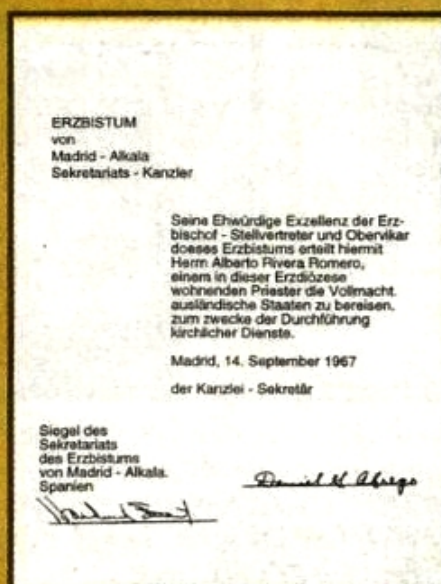 ERZBISTUM
von
Madrid - Alkala
Sekretariats - Kanzler
Seine Ehwürdige Exzellenz der Erz-
bischof - Stellvertreter und Obervikar
doeses Erzbistums erteilt hiermit
Herrn Alberto Rivera Romero,
einem in dieser Erzdiözese
wohnenden Priester die Vollmacht.
ausländische Staaten zu bereisen.
zum zwecke der Durchführung
kirchlicher Dienste.
Madrid, 14. September 1967
der Kanzlei - Sekretär
Siegel des
Sekretariats
des Erzbistums
von Madrid - Alkala.
Spanien
Daniel H Abrego